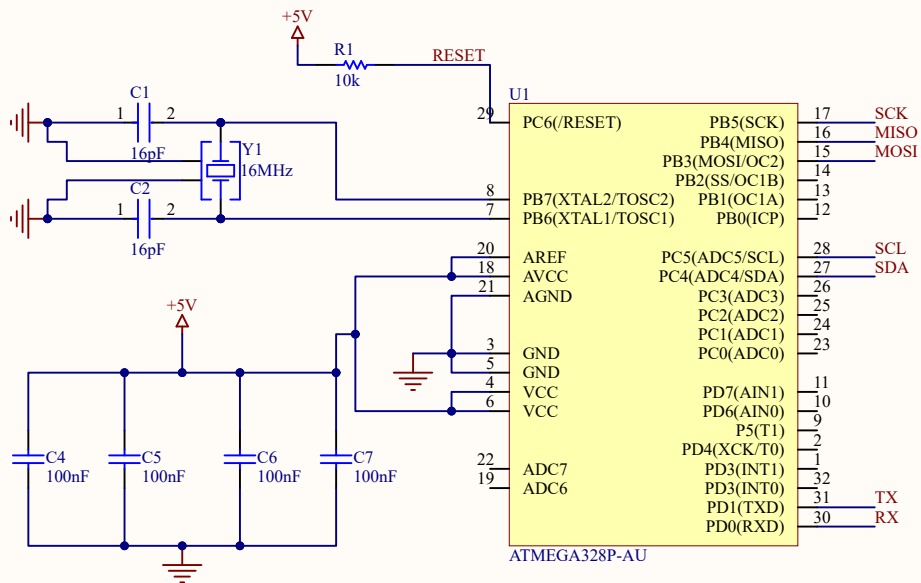 +5V
R1
10k
RESET
C1
1 2
16pF
Y1
16MHz
C2
1 2
16pF
U1
29 PC6(/RESET) PB5(SCK) 17 SCK
PB4(MISO) 16 MISO
PB3(MOSI/OC2) 15 MOSI
PB2(SS/OC1B) 14
8 PB7(XTAL2/TOSC2) PB1(OC1A) 13
7 PB6(XTAL1/TOSC1) PB0(ICP) 12
20 AREF PC5(ADC5/SCL) 28 SCL
18 AVCC PC4(ADC4/SDA) 27 SDA
21 AGND PC3(ADC3) 26
PC2(ADC2) 25
PC1(ADC1) 24
3 GND PC0(ADC0) 23
5 GND
4 VCC PD7(AIN1) 11
6 VCC PD6(AIN0) 10
P5(T1) 9
PD4(XCK/T0) 2
22 ADC7 PD3(INT1) 1
19 ADC6 PD3(INT0) 32
PD1(TXD) 31 TX
PD0(RXD) 30 RX
ATMEGA328P-AU
+5V
C4
100nF
C5
100nF
C6
100nF
C7
100nF